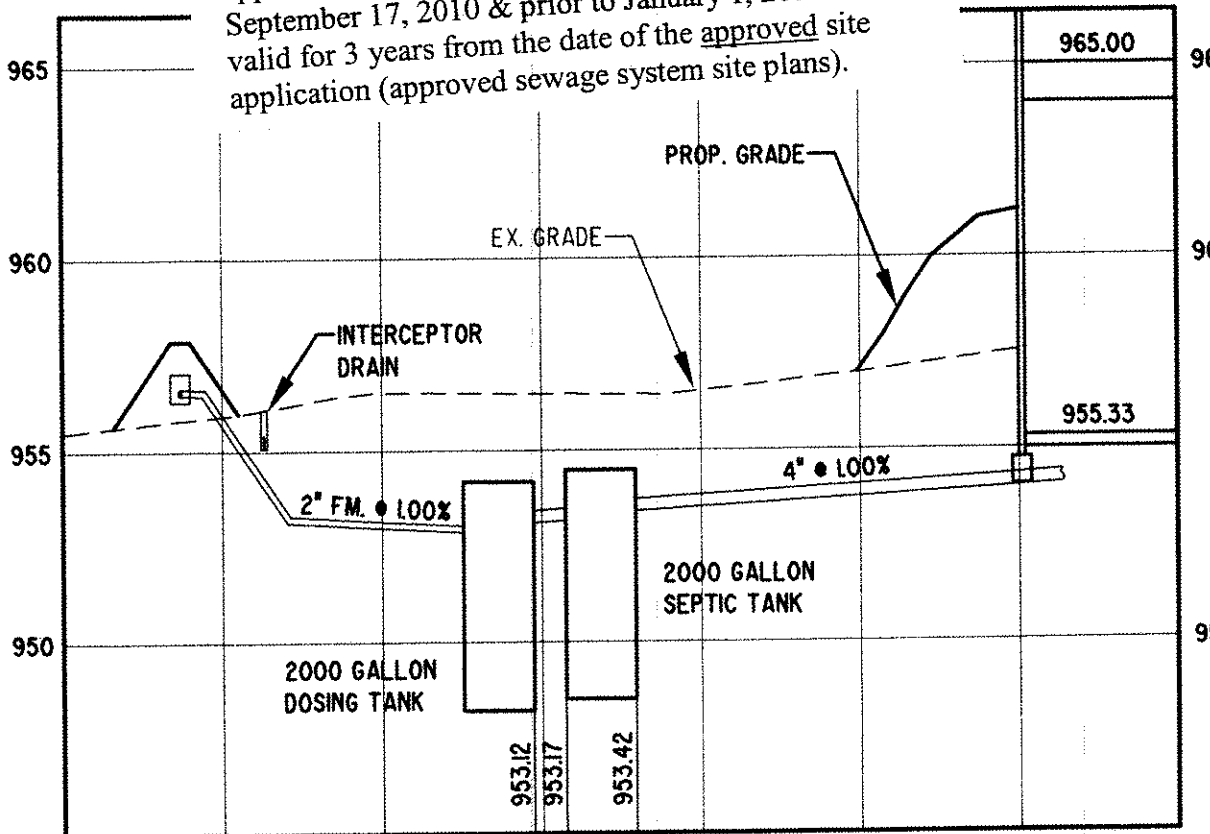 September 17, 2010 & prior to January 1,
valid for 3 years from the date of the approved site
application (approved sewage system site plans).
965
965.00
PROP. GRADE
EX. GRADE
960
INTERCEPTOR
DRAIN
955.33
955
4" @ 1.00%
2" FM. @ 1.00%
2000 GALLON
SEPTIC TANK
950
2000 GALLON
DOSING TANK
953.12
953.17
953.42